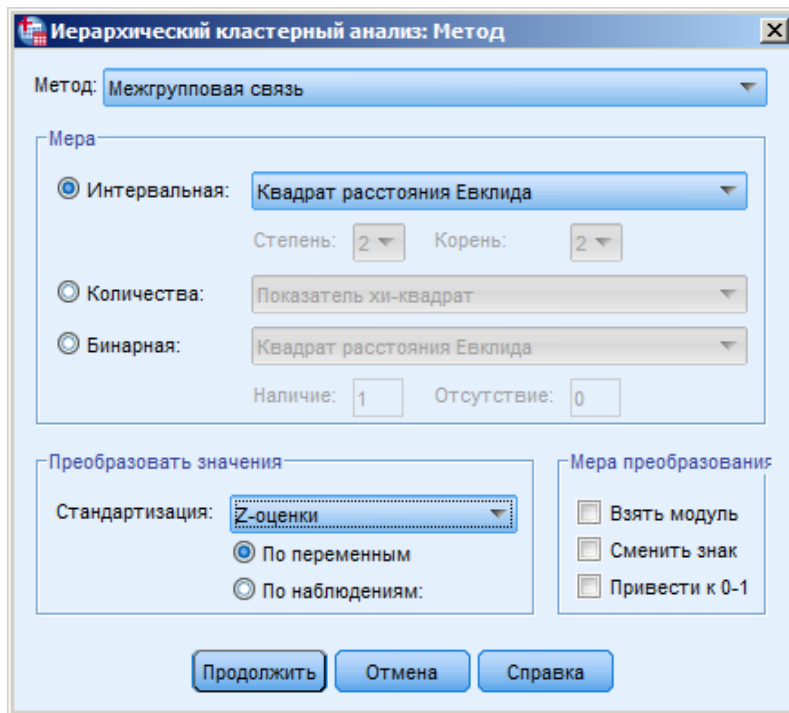 Иерархический кластерный анализ: Метод
Метод: Межгрупповая связь
Мера
Интервальная: Квадрат расстояния Евклида
Степень: 2 Корень: 2
Количества: Показатель хи-квадрат
Бинарная: Квадрат расстояния Евклида
Наличие: 1 Отсутствие: 0
Преобразовать значения
Стандартизация: Z-оценки
По переменным
По наблюдениям:
Мера преобразования
Взять модуль
Сменить знак
Привести к 0-1
Продолжить Отмена Справка